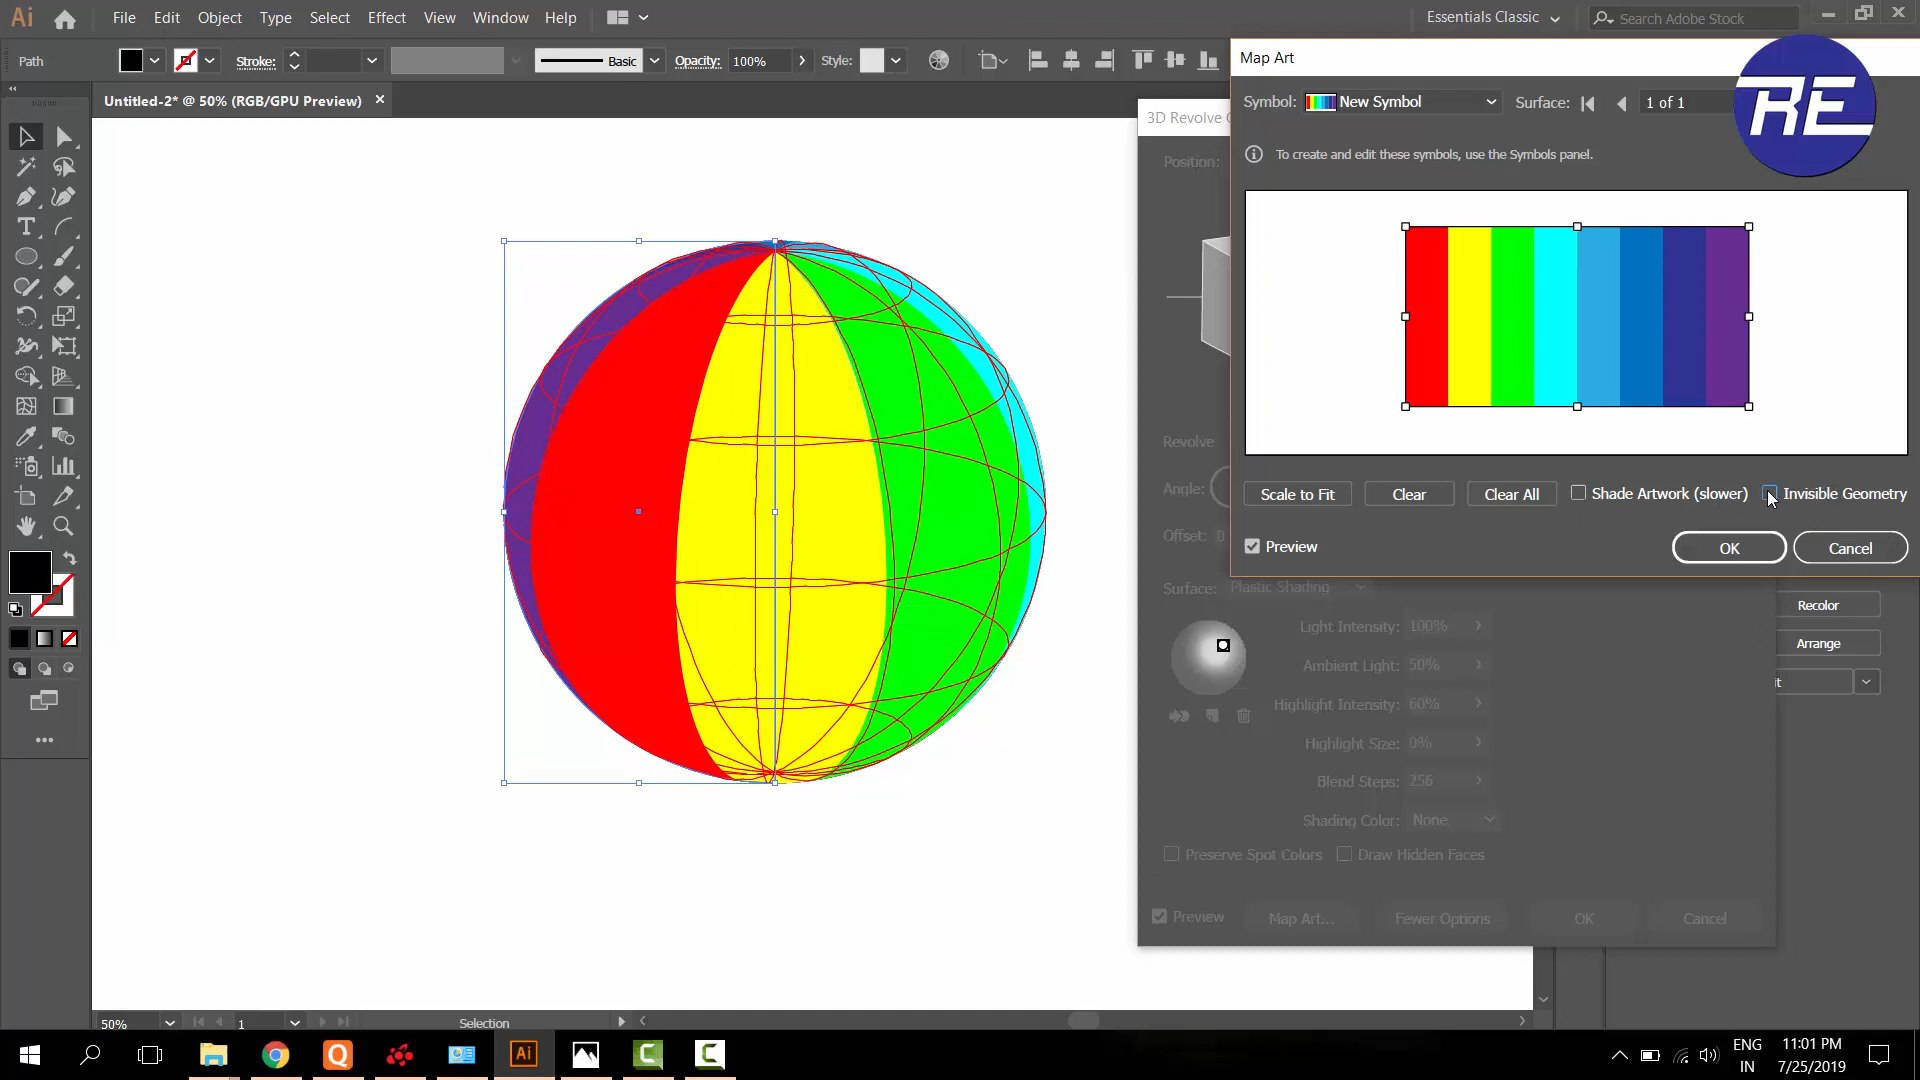 Ai File Edit Object Type Select Effect View Window Help Essentials Classic Search Adobe Stock
Path Stroke: Basic Opacity: 100% Style:
Map Art
Untitled-2* @ 50% (RGB/GPU Preview)
Symbol: New Symbol Surface: 1 of 1
RE
3D Revolve
To create and edit these symbols, use the Symbols panel.
Position:
Revolve
Scale to Fit Clear Clear All Shade Artwork (slower) Invisible Geometry
Angle:
Offset: 0
Preview OK Cancel
Surface: Plastic Shading
Recolor
Light Intensity: 100%
Arrange
Ambient Light: 50%
it
Highlight Intensity: 60%
Highlight Size: 0%
Blend Steps: 256
Shading Color: None
Preserve Spot Colors Draw Hidden Faces
Preview Map Art... Fewer Options OK Cancel
50% 1 Selection
Ai
ENG 11:01 PM
IN 7/25/2019